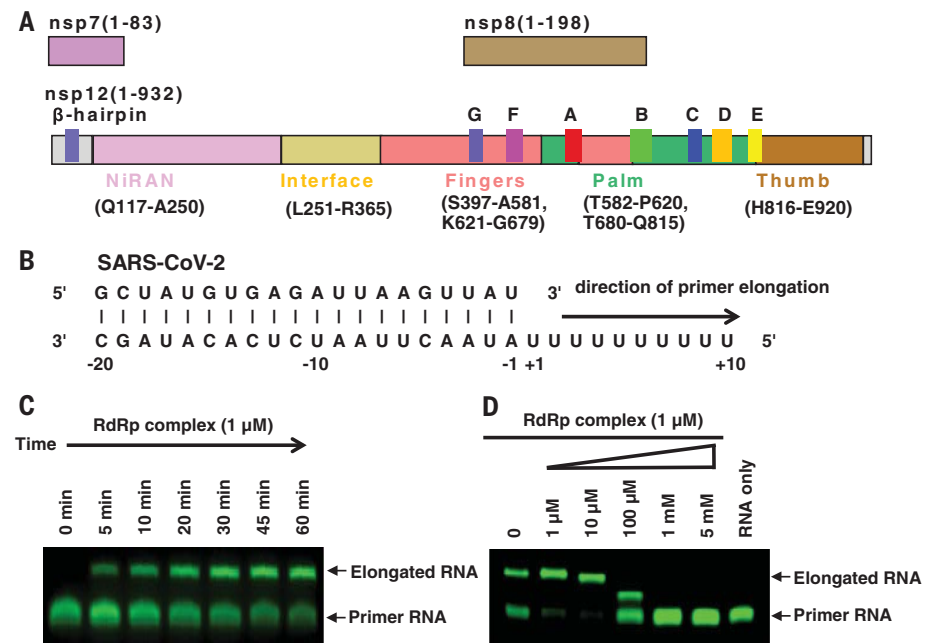 A
nsp7(1-83)
nsp8(1-198)
nsp12(1-932)
β-hairpin
G F A B C D E
NiRAN
(Q117-A250)
Interface
(L251-R365)
Fingers
(S397-A581,
K621-G679)
Palm
(T582-P620,
T680-Q815)
Thumb
(H816-E920)
B
SARS-CoV-2
5' G C U A U G U G A G A U U A A G U U A U 3' direction of primer elongation
3' C G A U A C A C U C U A A U U C A A U A U U U U U U U U U U 5'
-20 -10 -1 +1 +10
C
RdRp complex (1 µM)
Time
0 min
5 min
10 min
20 min
30 min
45 min
60 min
Elongated RNA
Primer RNA
D
RdRp complex (1 µM)
0
1 µM
10 µM
100 µM
1 mM
5 mM
RNA only
Elongated RNA
Primer RNA